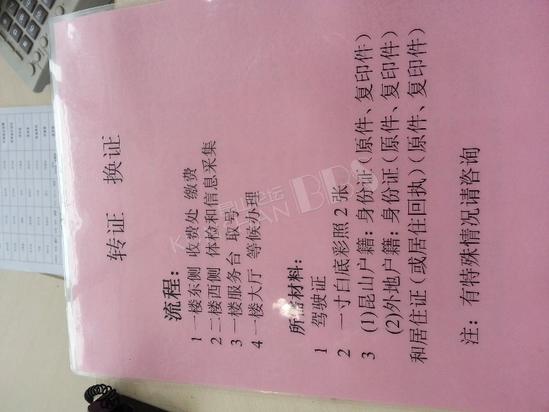 转证 换证
流程：
1 一楼东侧 收费处 缴费
2 二楼西侧 体检和信息采集
3 一楼服务台 取号
4 一楼大厅 等候办理
所需材料：
1 驾驶证
2 一寸白底彩照 2 张
3 (1)昆山户籍：身份证(原件、复印件)
(2)外地户籍：身份证(原件、复印件)
和居住证(或居住回执)(原件、复印件)
注：有特殊情况请咨询